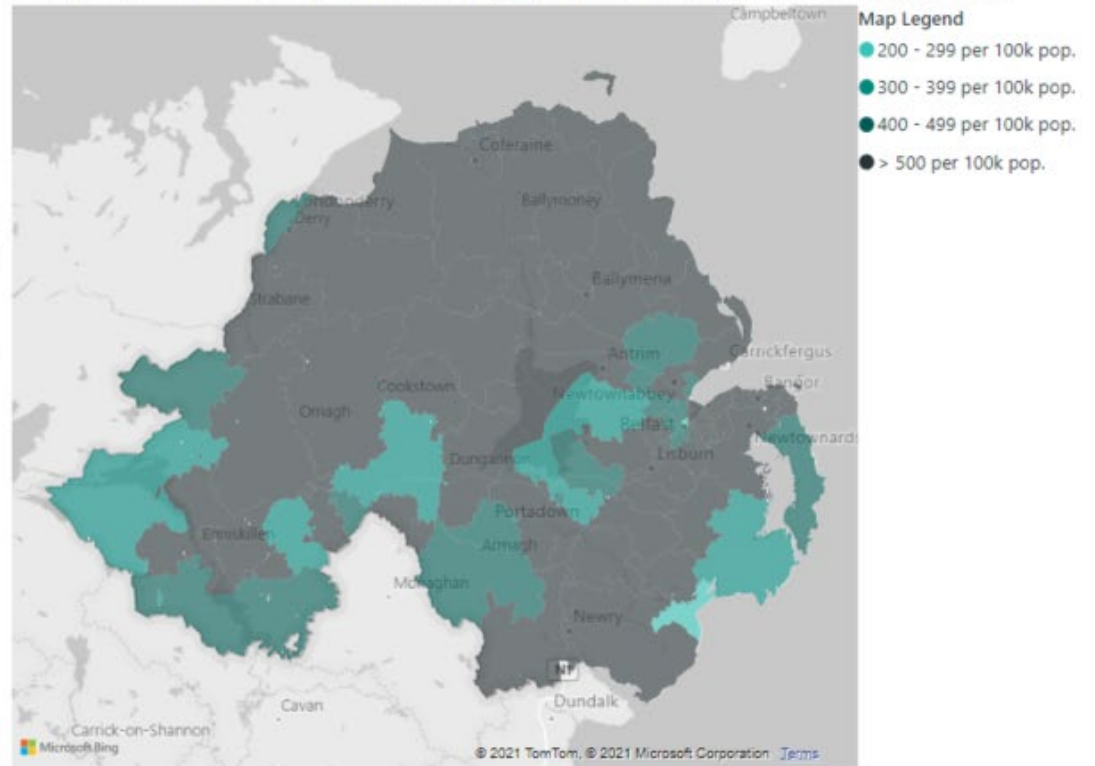 Campbeltown
Map Legend
200 - 299 per 100k pop.
300 - 399 per 100k pop.
400 - 499 per 100k pop.
> 500 per 100k pop.
Coleraine
Londonderry
Derry
Ballymoney
Ballymena
Strabane
Antrim
Carrickfergus
Cookstown
Newtownabbey
Bangor
Omagh
Belfast
Newtownards
Dungannon
Lisburn
Portadown
Enniskillen
Armagh
Monaghan
Newry
N1
Cavan
Dundalk
Carrick-on-Shannon
Microsoft Bing
© 2021 TomTom, © 2021 Microsoft Corporation Terms